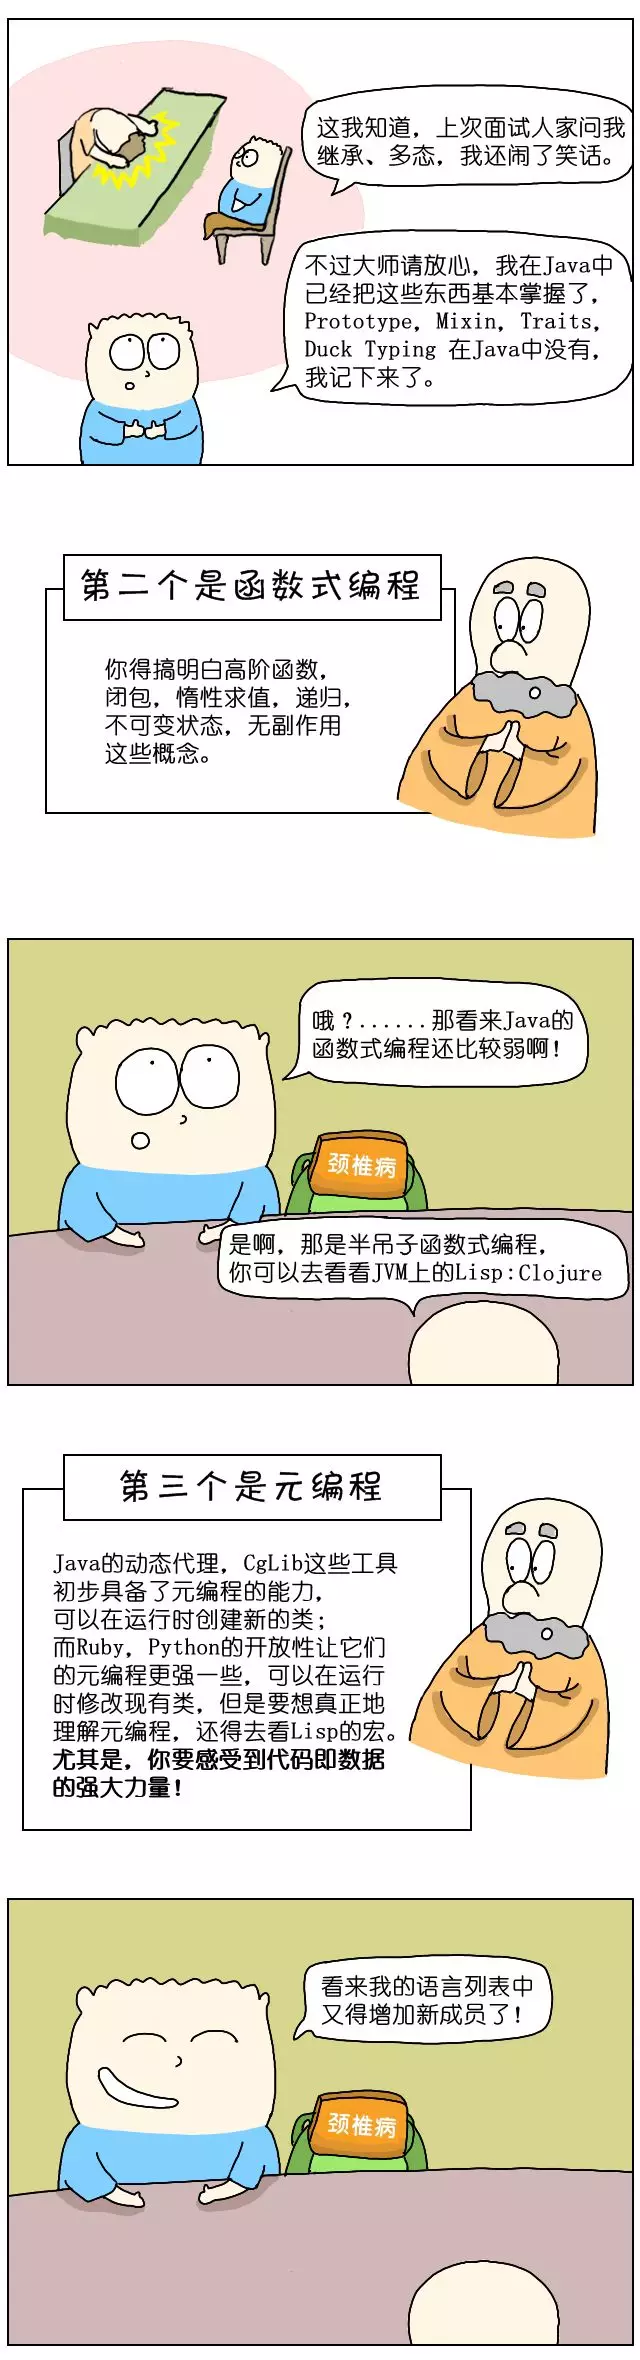 这我知道，上次面试人家问我
继承、多态，我还闹了笑话。
不过大师请放心，我在Java中
已经把这些东西基本掌握了，
Prototype，Mixin，Traits，
Duck Typing 在Java中没有，
我记下来了。
第二个是函数式编程
你得搞明白高阶函数，
闭包，惰性求值，递归，
不可变状态，无副作用
这些概念。
哦？......那看来Java的
函数式编程还比较弱啊！
颈椎病
是啊，那是半吊子函数式编程，
你可以去看看JVM上的Lisp:Clojure
第三个是元编程
Java的动态代理，CgLib这些工具
初步具备了元编程的能力，
可以在运行时创建新的类；
而Ruby，Python的开放性让它们
的元编程更强一些，可以在运行
时修改现有类，但是要想真正地
理解元编程，还得去看Lisp的宏。
尤其是，你要感受到代码即数据
的强大力量！
看来我的语言列表中
又得增加新成员了！
颈椎病